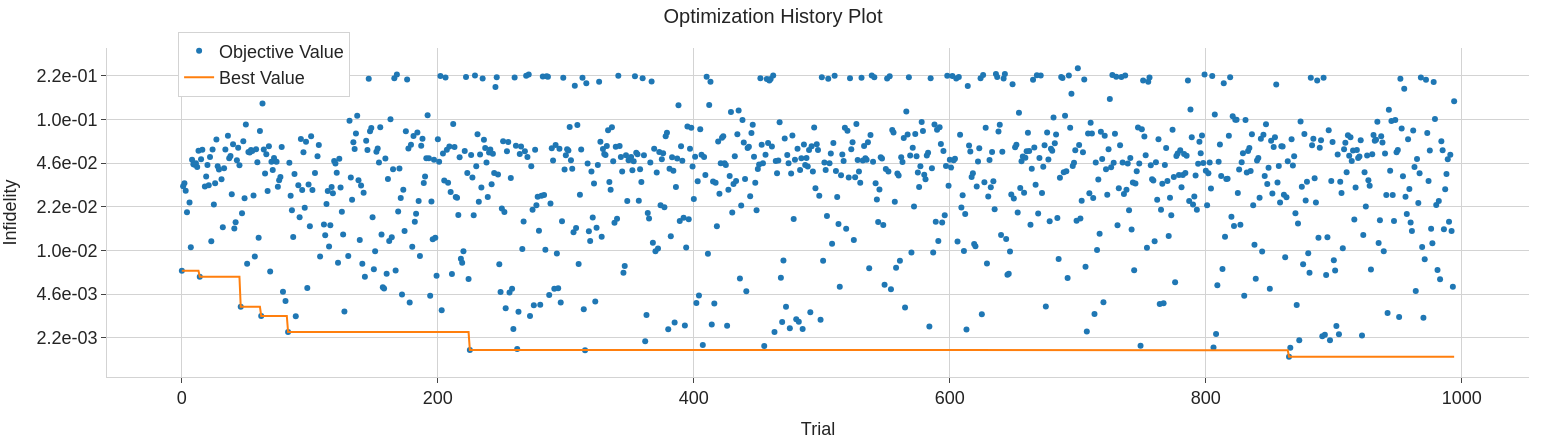 Optimization History Plot
Objective Value
Best Value
2.2e-01
1.0e-01
4.6e-02
2.2e-02
1.0e-02
4.6e-03
2.2e-03
Infidelity
0 200 400 600 800 1000
Trial